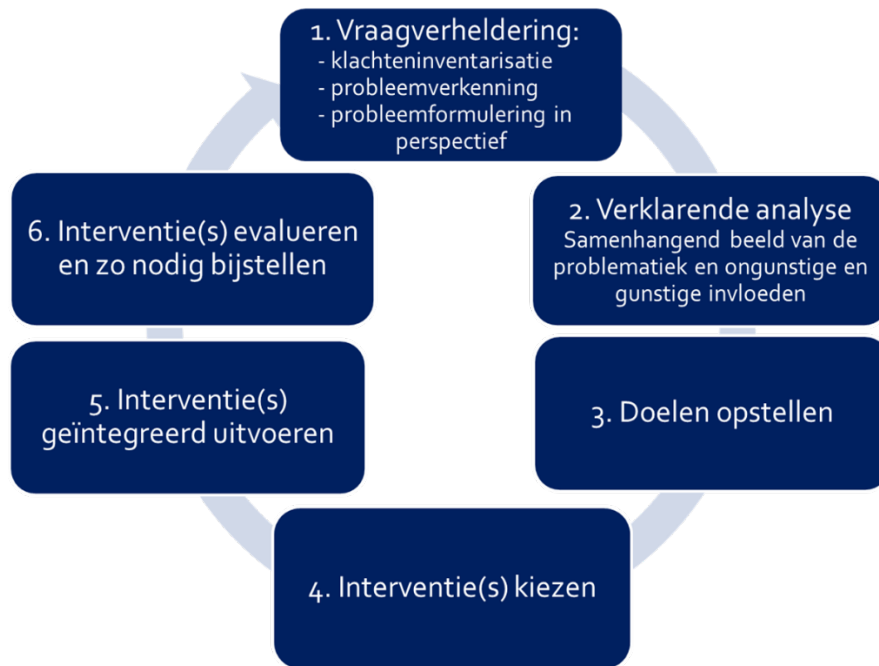 1. Vraagverheldering:
- klachteninventarisatie
- probleemverkenning
- probleemformulering in
perspectief
2. Verklarende analyse
Samenhangend beeld van de
problematiek en ongunstige en
gunstige invloeden
3. Doelen opstellen
4. Interventie(s) kiezen
5. Interventie(s)
geïntegreerd uitvoeren
6. Interventie(s) evalueren
en zo nodig bijstellen